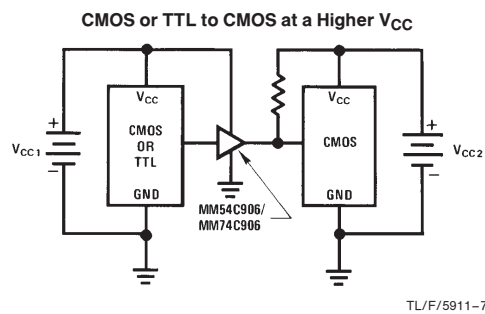 CMOS or TTL to CMOS at a Higher VCC
+
VCC1
−
VCC
CMOS
OR
TTL
GND
MM54C906/
MM74C906
VCC
CMOS
GND
+
VCC2
−
TL/F/5911–7